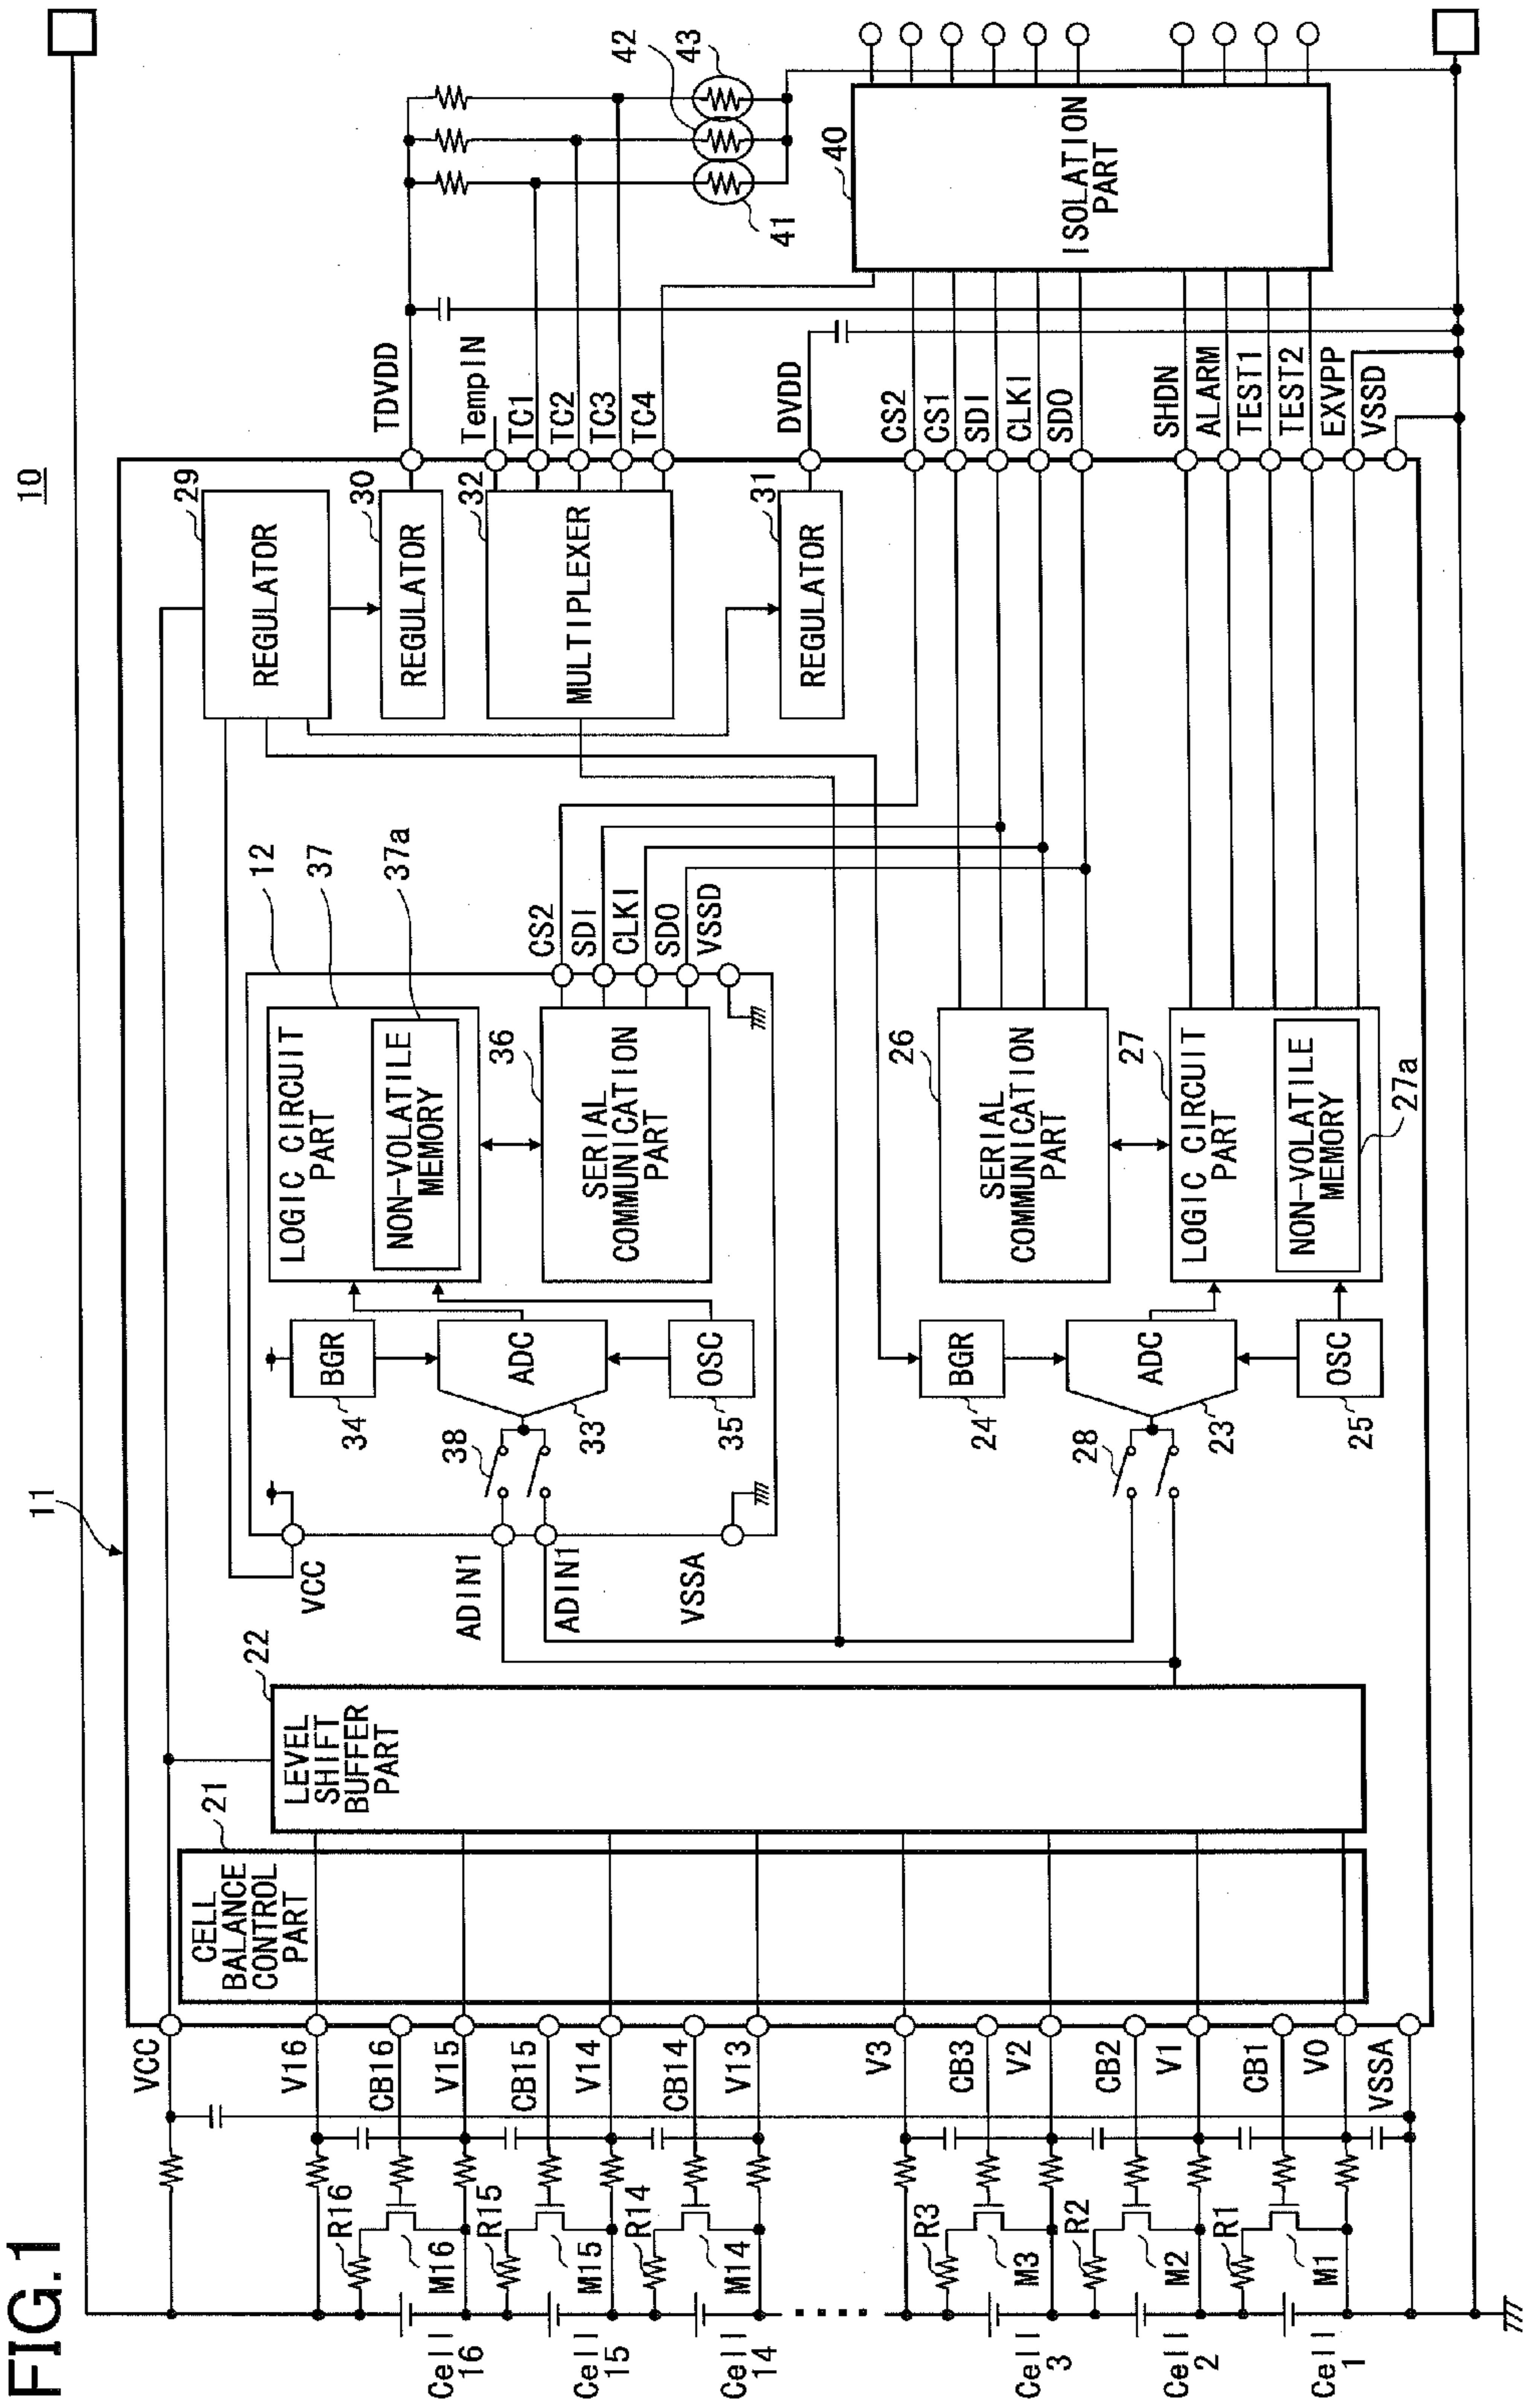 FIG.1
10
11
VCC
V16
CB16
V15
CB15
V14
CB14
V13
V3
CB3
V2
CB2
V1
CB1
V0
VSSA
R16
M16
R15
M15
R14
M14
R3
M3
R2
M2
R1
M1
Cell
16
Cell
15
Cell
14
Cell
3
Cell
2
Cell
1
CELL
BALANCE
CONTROL
PART
21
LEVEL
SHIFT
BUFFER
PART
22
VCC
ADIN1
ADIN1
VSSA
12
BGR
34
38
ADC
33
OSC
35
LOGIC CIRCUIT
PART
37
NON-VOLATILE
MEMORY
37a
SERIAL
COMMUNICATION
PART
36
CS2
SDI
CLKI
SDO
VSSD
BGR
24
28
ADC
23
OSC
25
SERIAL
COMMUNICATION
PART
26
LOGIC CIRCUIT
PART
27
NON-VOLATILE
MEMORY
27a
REGULATOR
29
REGULATOR
30
MULTIPLEXER
32
REGULATOR
31
TDVDD
TempIN
TC1
TC2
TC3
TC4
DVDD
CS2
CS1
SDI
CLKI
SDO
SHDN
ALARM
TEST1
TEST2
EXVPP
VSSD
41
42
43
ISOLATION
PART
40